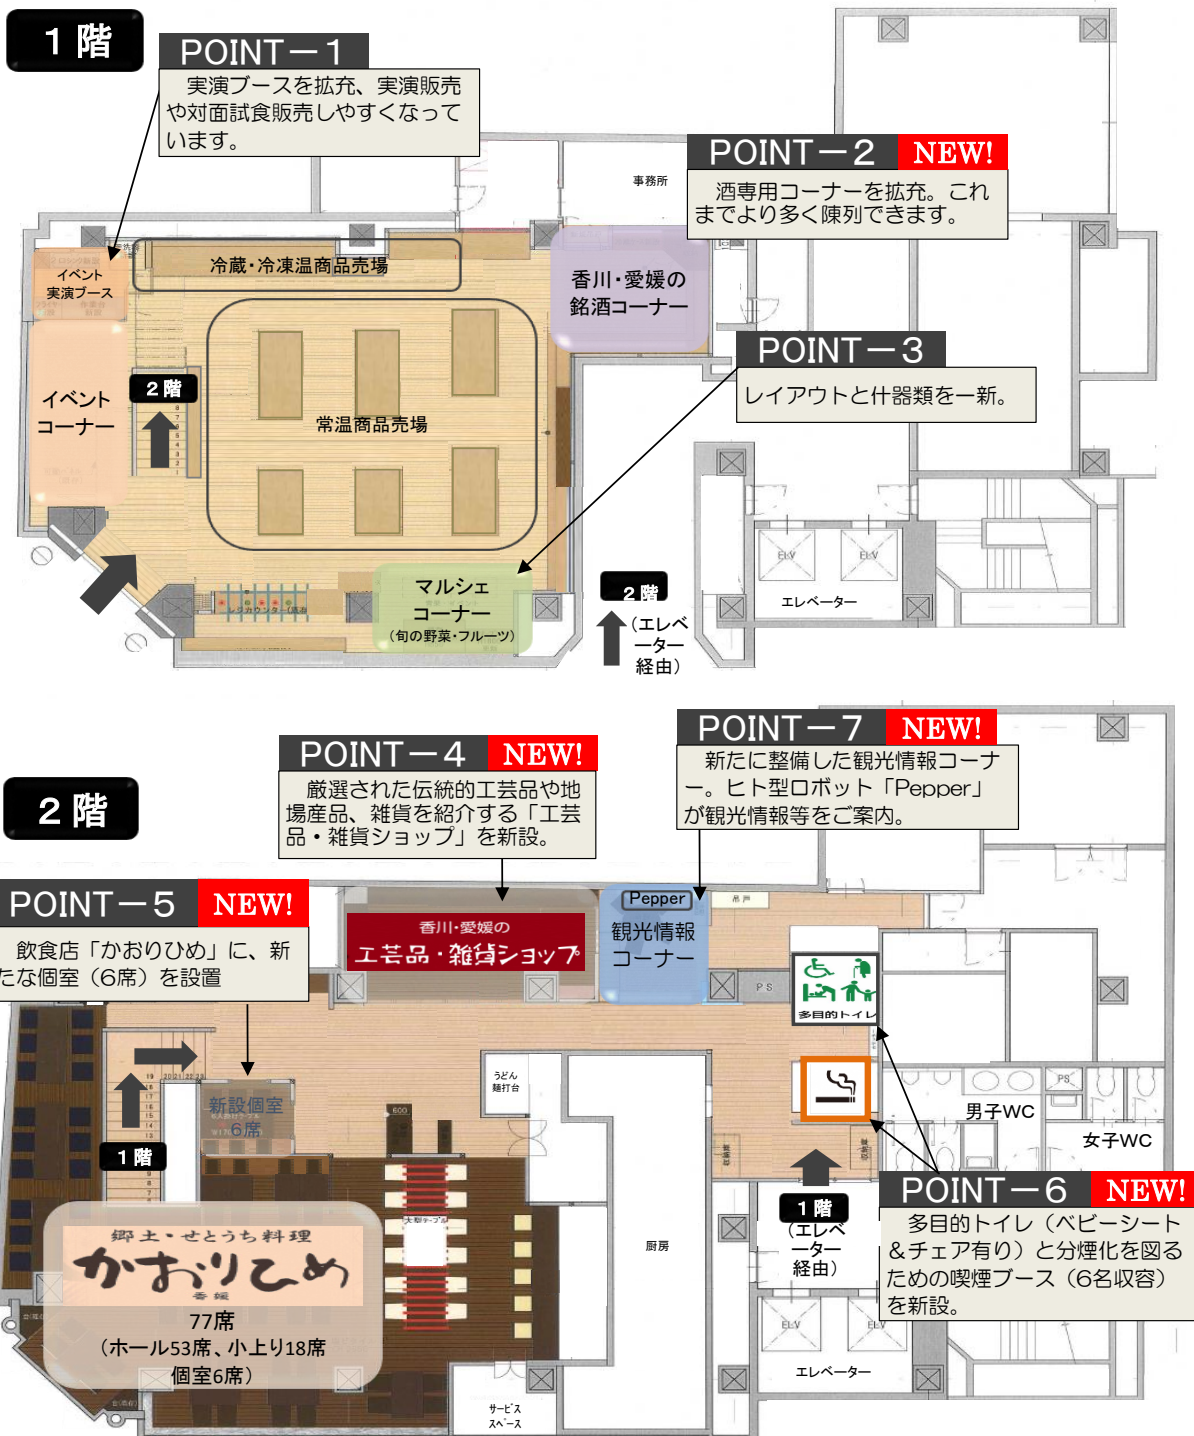 1階
POINT－1
実演ブースを拡充、実演販売
や対面試食販売しやすくなって
います。
POINT－2 NEW!
酒専用コーナーを拡充。これ
までより多く陳列できます。
事務所
冷蔵・冷凍温商品売場
イベント
実演ブース
香川・愛媛の
銘酒コーナー
POINT－3
レイアウトと什器類を一新。
2階
イベント
コーナー
常温商品売場
マルシェ
コーナー
(旬の野菜・フルーツ)
2階
(エレベ
ーター
経由)
ELV
ELV
エレベーター
2階
POINT－4 NEW!
厳選された伝統的工芸品や地
場産品、雑貨を紹介する「工芸
品・雑貨ショップ」を新設。
POINT－7 NEW!
新たに整備した観光情報コーナ
ー。ヒト型ロボット「Pepper」
が観光情報等をご案内。
POINT－5 NEW!
飲食店「かおりひめ」に、新
たな個室（6席）を設置
香川・愛媛の
工芸品・雑貨ショップ
Pepper
観光情報
コーナー
吊戸
PS
多目的トイレ
うどん
麺打台
新設個室
6席
600
1階
大型テーブル
厨房
男子WC
PS
女子WC
1階
(エレベ
ーター
経由)
POINT－6 NEW!
多目的トイレ（ベビーシート
＆チェア有り）と分煙化を図る
ための喫煙ブース（6名収容）
を新設。
郷土・せとうち料理
かおりひめ
香媛
77席
(ホール53席、小上り18席
個室6席)
ELV
ELV
エレベーター
サービス
スペース